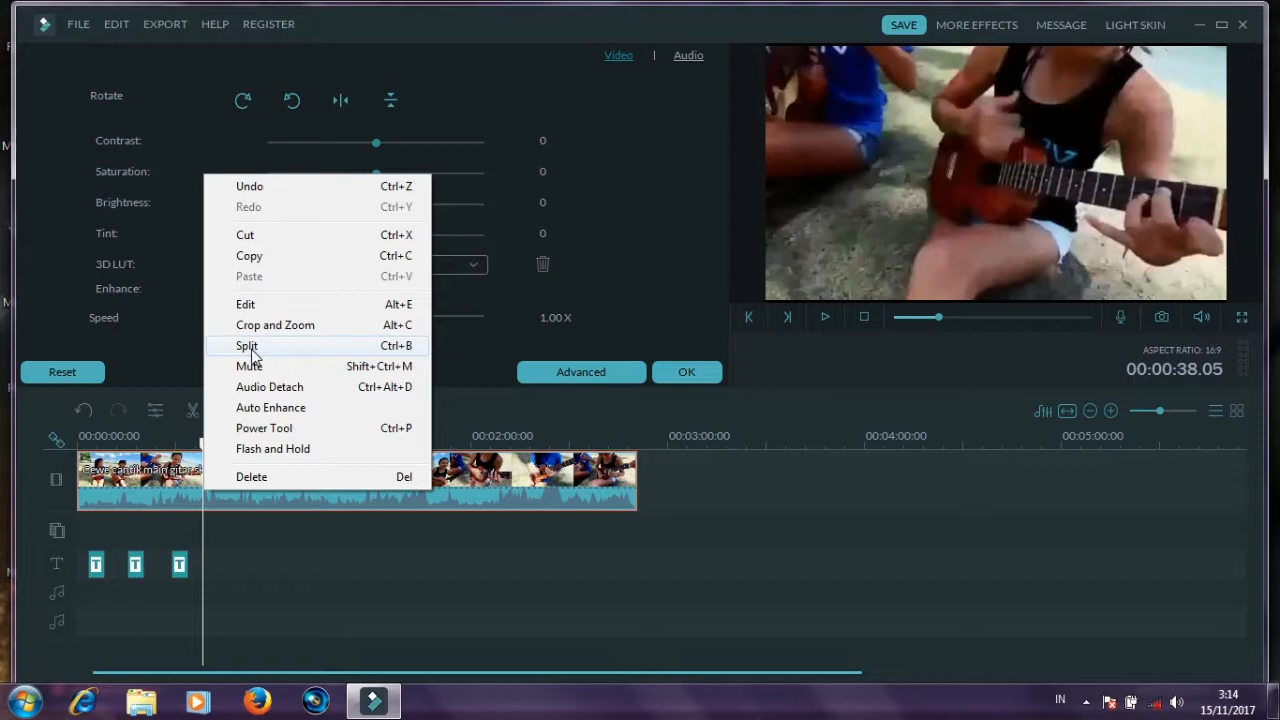 FILE EDIT EXPORT HELP REGISTER SAVE MORE EFFECTS MESSAGE LIGHT SKIN
Video | Audio
Rotate
Contrast: 0
Saturation: 0
Brightness: 0
Tint: 0
3D LUT:
Enhance:
Speed 1.00 X
Reset Advanced OK
Undo Ctrl+Z
Redo Ctrl+Y
Cut Ctrl+X
Copy Ctrl+C
Paste Ctrl+V
Edit Alt+E
Crop and Zoom Alt+C
Split Ctrl+B
Mute Shift+Ctrl+M
Audio Detach Ctrl+Alt+D
Auto Enhance
Power Tool Ctrl+P
Flash and Hold
Delete Del
ASPECT RATIO: 16:9
00:00:38.05
00:00:00:00 00:02:00:00 00:03:00:00 00:04:00:00 00:05:00:00
Cewe cantik main gitar
T T T T
IN 3:14
15/11/2017